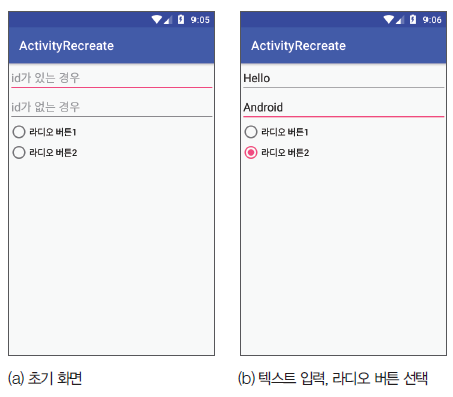 9:05
ActivityRecreate
id가 있는 경우
id가 없는 경우
라디오 버튼1
라디오 버튼2
(a) 초기 화면
9:06
ActivityRecreate
Hello
Android
라디오 버튼1
라디오 버튼2
(b) 텍스트 입력, 라디오 버튼 선택